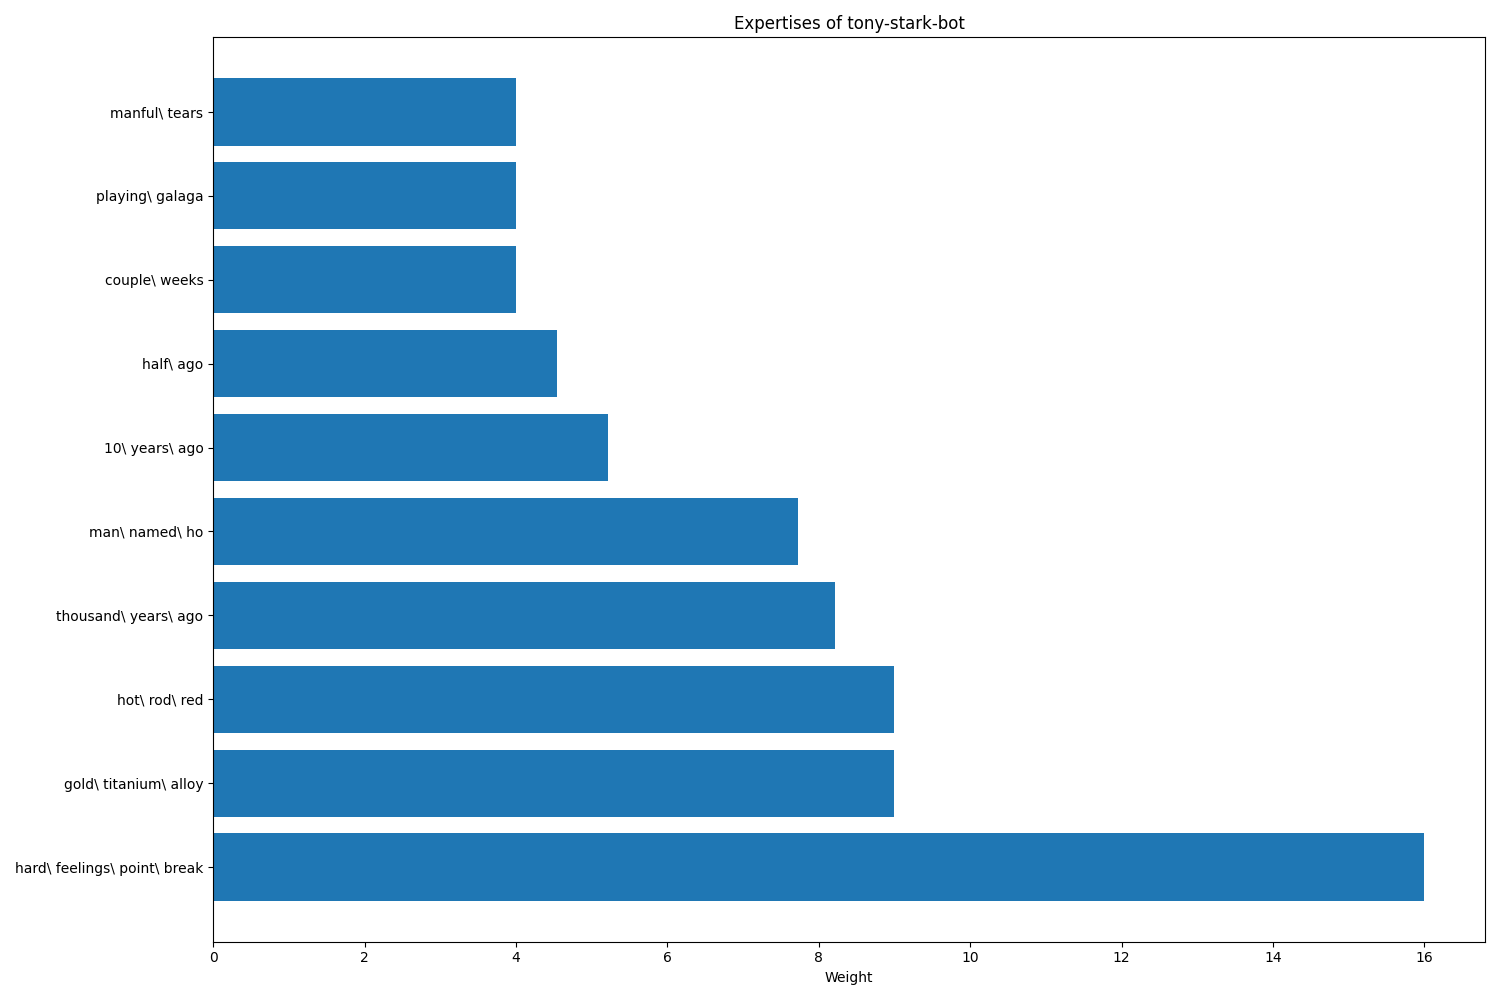 Expertises of tony-stark-bot
manful\ tears
playing\ galaga
couple\ weeks
half\ ago
10\ years\ ago
man\ named\ ho
thousand\ years\ ago
hot\ rod\ red
gold\ titanium\ alloy
hard\ feelings\ point\ break
0 2 4 6 8 10 12 14 16
Weight